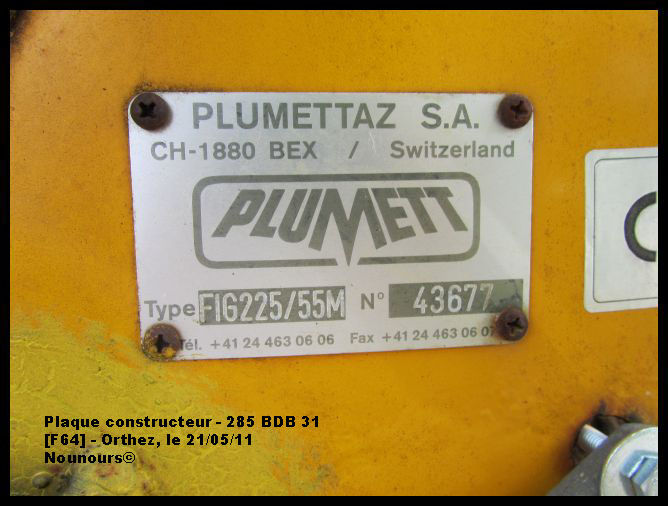 PLUMETTAZ S.A.
CH-1880 BEX / Switzerland
PLUMETT
Type FIG225/55M N° 43677
Tél. +41 24 463 06 06 Fax +41 24 463 06 07
Plaque constructeur - 285 BDB 31
[F64] - Orthez, le 21/05/11
Nounours©